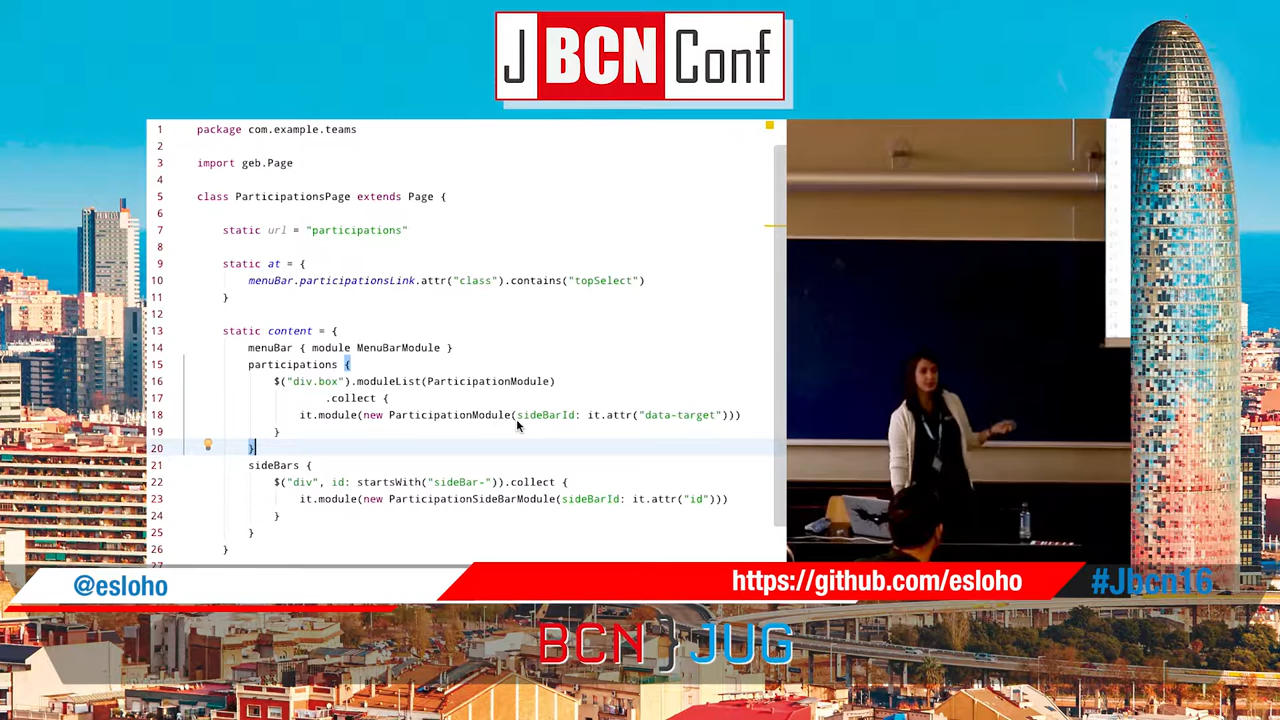 J BCN Conf
1 package com.example.teams
2
3 import geb.Page
4
5 class ParticipationsPage extends Page {
6
7 static url = "participations"
8
9 static at = {
10 menuBar.participationsLink.attr("class").contains("topSelect")
11 }
12
13 static content = {
14 menuBar { module MenuBarModule }
15 participations {
16 $("div.box").moduleList(ParticipationModule)
17 .collect {
18 it.module(new ParticipationModule(sideBarId: it.attr("data-target")))
19 }
20 }
21 sideBars {
22 $("div", id: startsWith("sideBar-")).collect {
23 it.module(new ParticipationSideBarModule(sideBarId: it.attr("id")))
24 }
25 }
26 }
@esloho
https://github.com/esloho
#Jbcn16
BCN } JUG